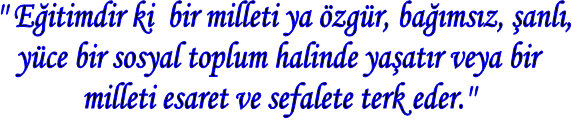 "Eğitimdir ki bir milleti ya özgür, bağımsız, şanlı,
yüce bir sosyal toplum halinde yaşatır veya bir
milleti esaret ve sefalete terk eder."